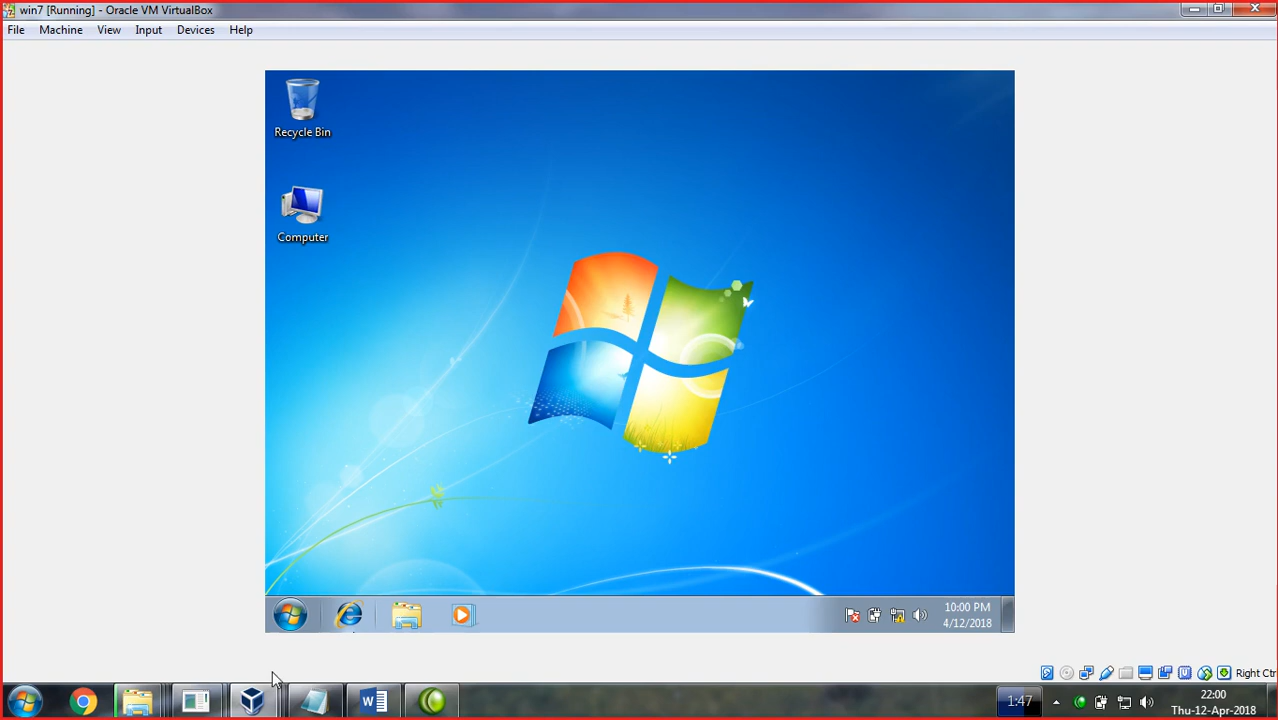 win7 [Running] - Oracle VM VirtualBox
File Machine View Input Devices Help
Recycle Bin
Computer
10:00 PM
4/12/2018
Right Ctr
1:47
22:00
Thu-12-Apr-2018